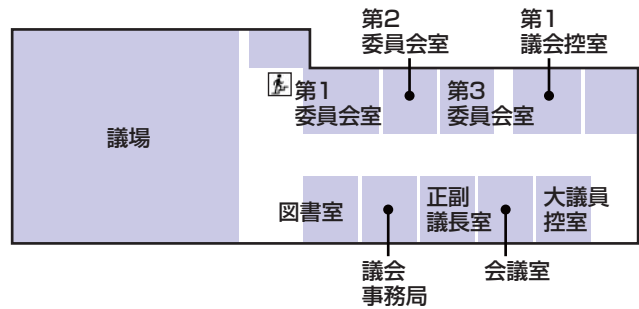 第2
委員会室
第1
議会控室
第1
委員会室
第3
委員会室
議場
図書室
正副
議長室
大議員
控室
議会
事務局
会議室